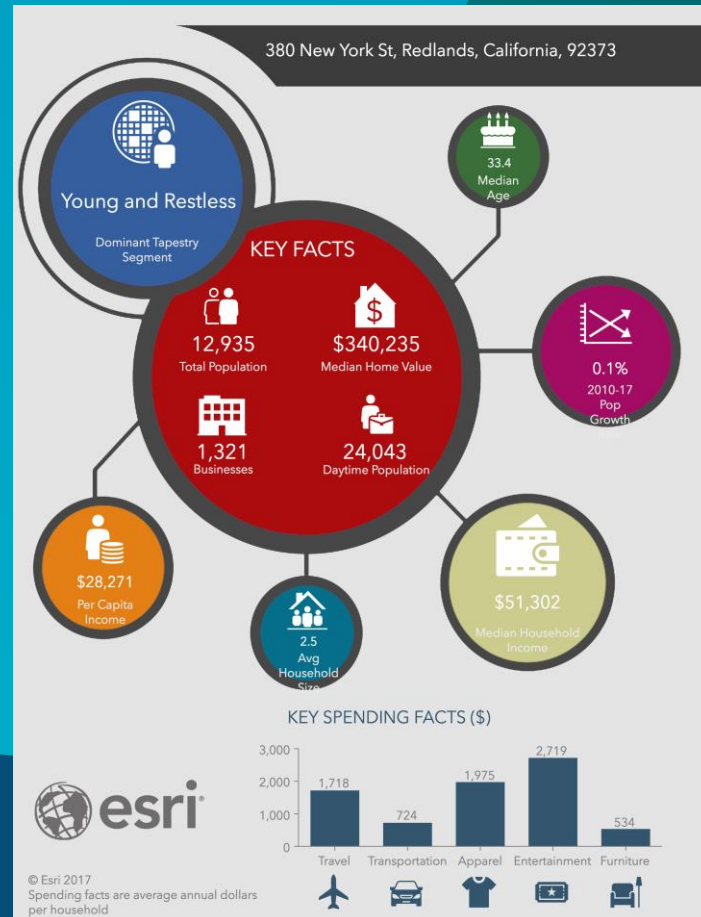 380 New York St, Redlands, California, 92373
Young and Restless
Dominant Tapestry
Segment
33.4
Median
Age
KEY FACTS
12,935
Total Population
$340,235
Median Home Value
1,321
Businesses
24,043
Daytime Population
0.1%
2010-17
Pop
Growth
$28,271
Per Capita
Income
2.5
Avg
Household
Size
$51,302
Median Household
Income
KEY SPENDING FACTS ($)
3,000
2,000
1,000
0
1,718
724
1,975
2,719
534
Travel
Transportation
Apparel
Entertainment
Furniture
esri
© Esri 2017
Spending facts are average annual dollars
per household